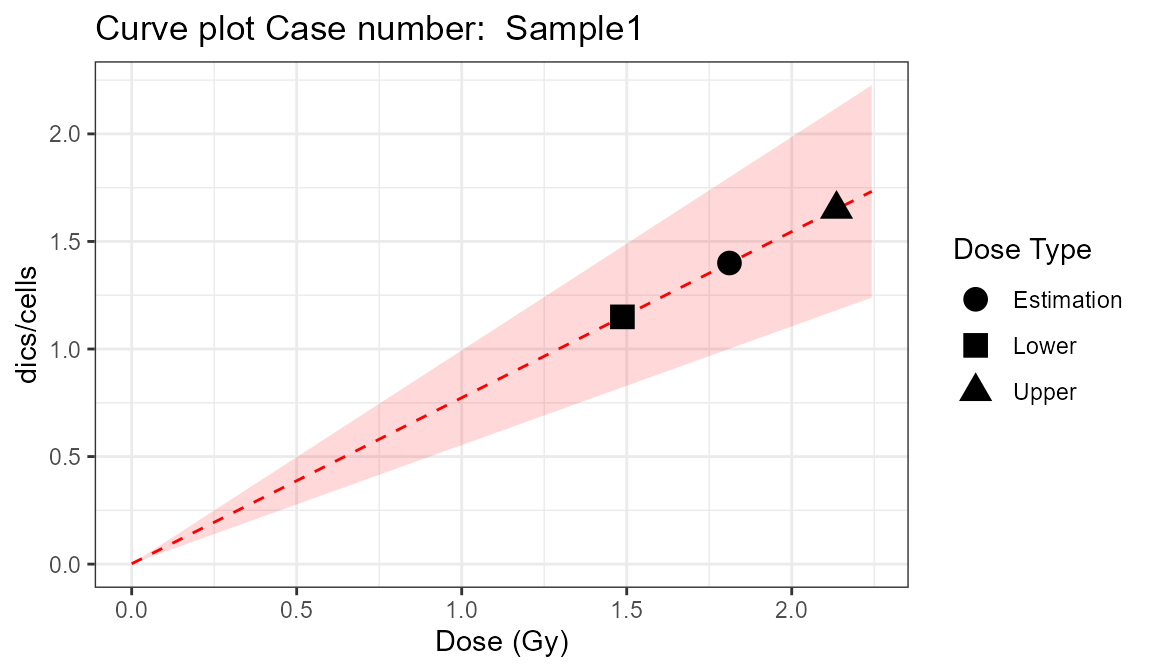 Curve plot Case number:  Sample1
2.0
1.5
1.0
0.5
0.0
dics/cells
0.0 0.5 1.0 1.5 2.0
Dose (Gy)
Dose Type
Estimation
Lower
Upper